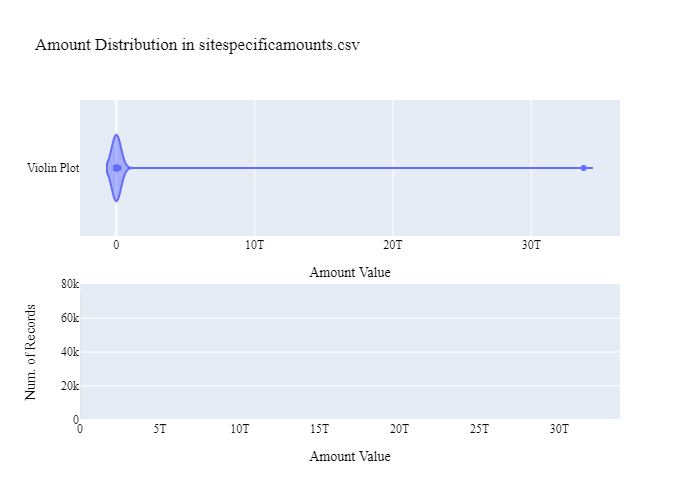 Amount Distribution in sitespecificamounts.csv
Violin Plot
0 10T 20T 30T
Amount Value
80k
60k
40k
20k
0
Num. of Records
0 5T 10T 15T 20T 25T 30T
Amount Value